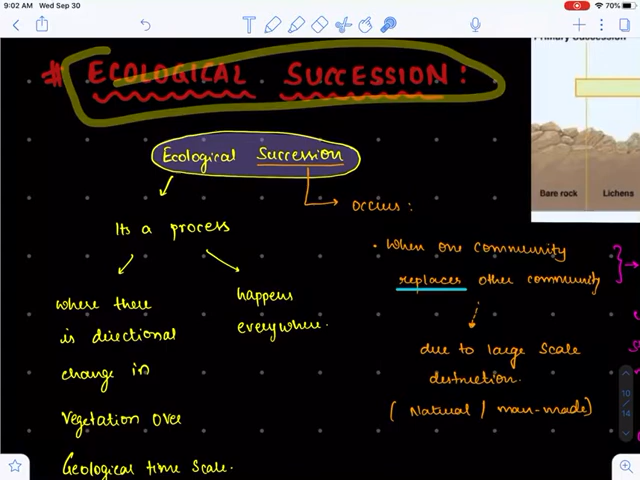 9:02 AM Wed Sep 30
70%
# ECOLOGICAL SUCCESSION:
Primary Succession
Bare rock
Lichens
Ecological Succession
Its a process
where there
is directional
change in
Vegetation over
Geological time scale.
happens
everywhere.
occurs:
• When one community
replaces other community
due to large scale
destruction.
(Natural / man-made)
10
14